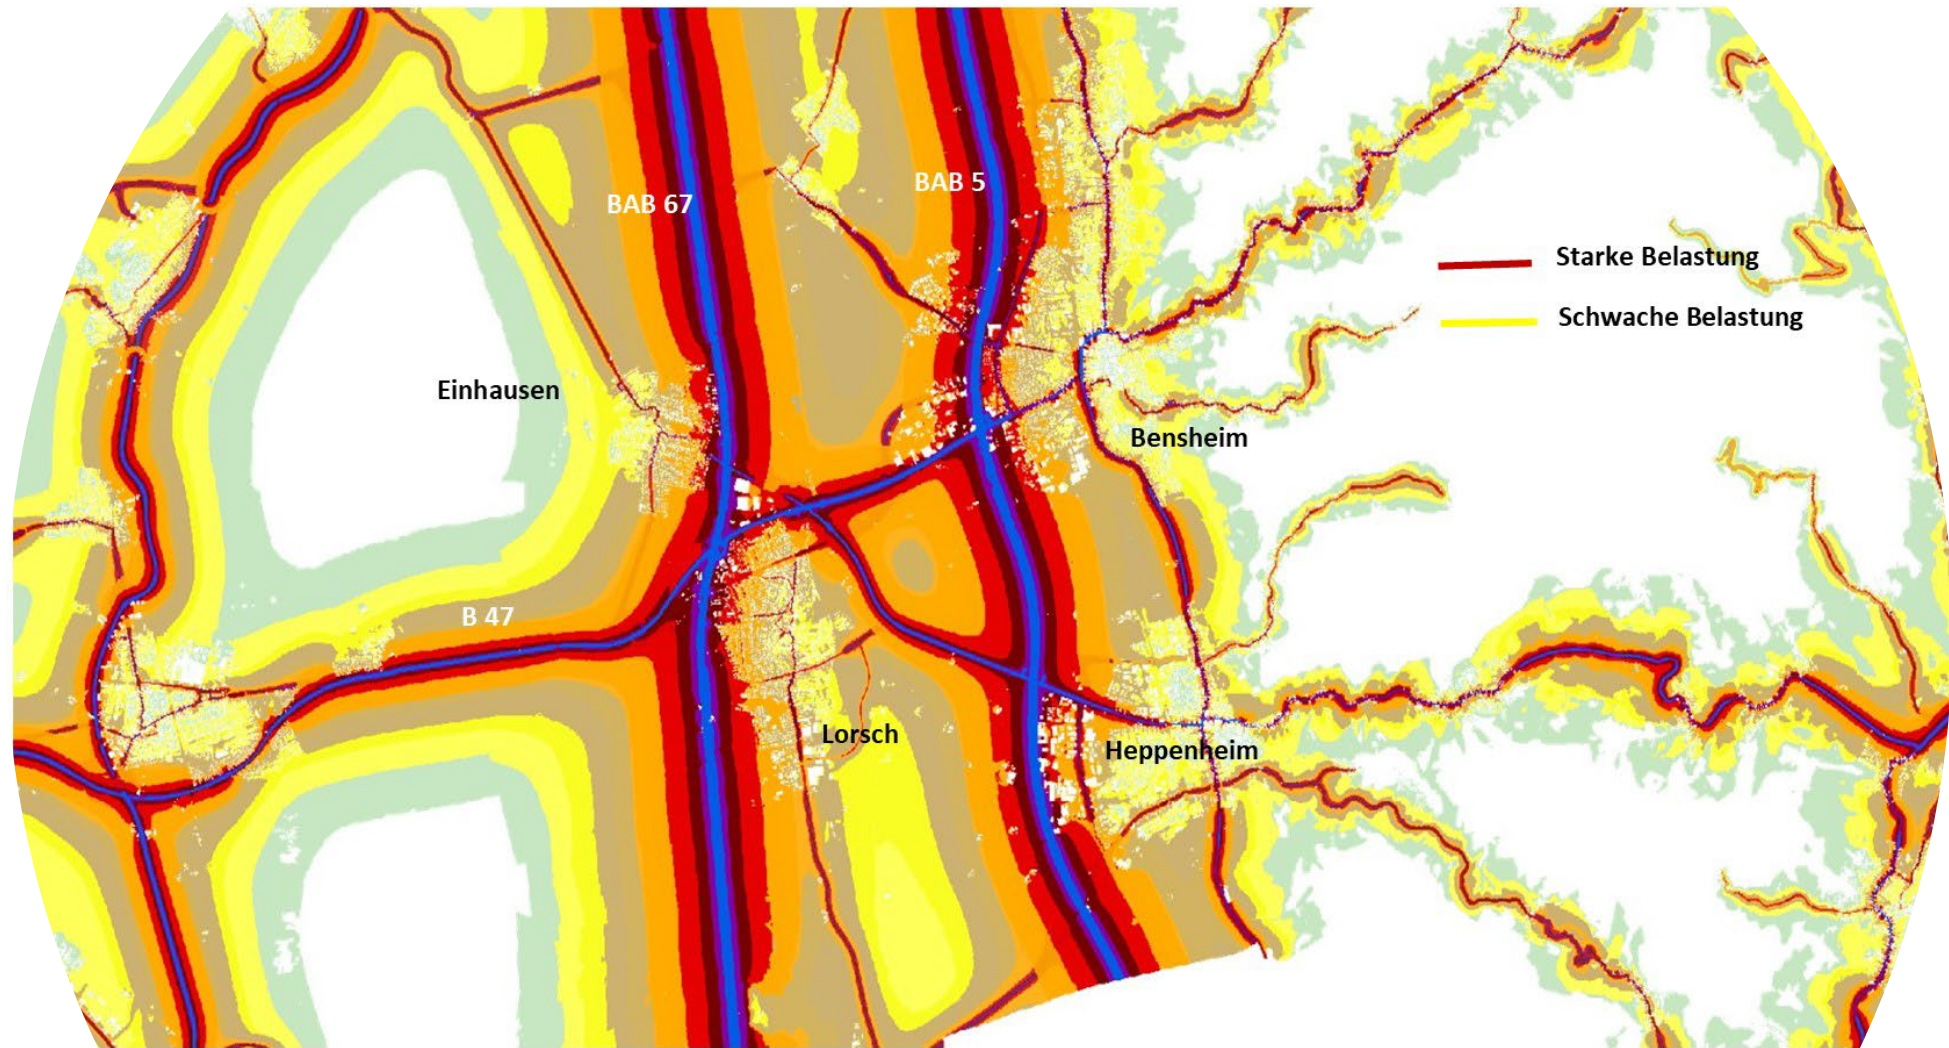 BAB 67
BAB 5
Starke Belastung
Schwache Belastung
Einhausen
Bensheim
B 47
Lorsch
Heppenheim